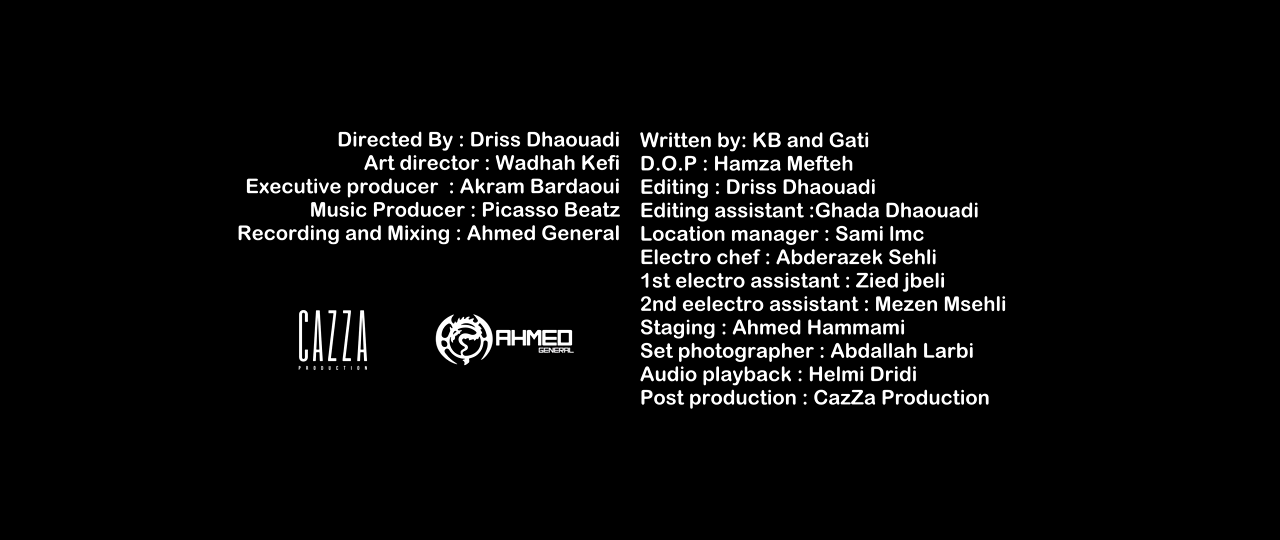 Directed By : Driss Dhaouadi
Art director : Wadhah Kefi
Executive producer  : Akram Bardaoui
Music Producer : Picasso Beatz
Recording and Mixing : Ahmed General
CAZZA
PRODUCTION
AHMED
GENERAL
Written by: KB and Gati
D.O.P : Hamza Mefteh
Editing : Driss Dhaouadi
Editing assistant :Ghada Dhaouadi
Location manager : Sami lmc
Electro chef : Abderazek Sehli
1st electro assistant : Zied jbeli
2nd eelectro assistant : Mezen Msehli
Staging : Ahmed Hammami
Set photographer : Abdallah Larbi
Audio playback : Helmi Dridi
Post production : CazZa Production